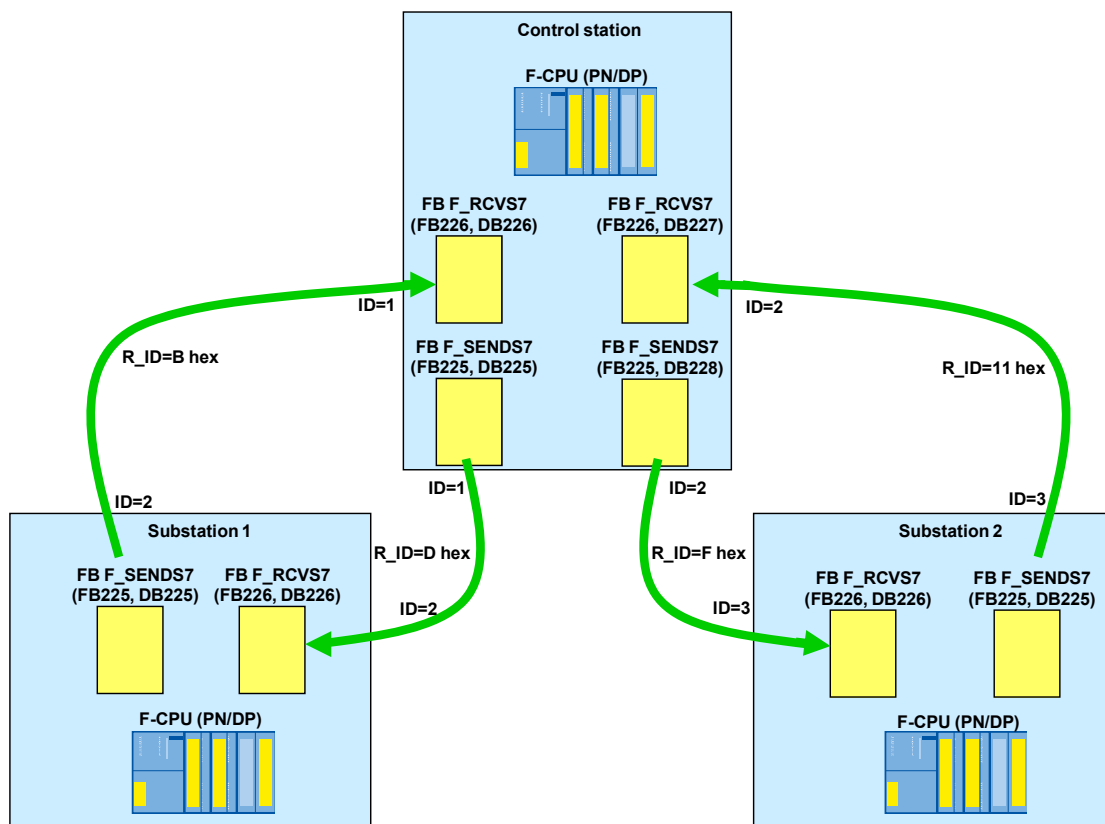 Control station
F-CPU (PN/DP)
FB F_RCVS7
(FB226, DB226)
FB F_RCVS7
(FB226, DB227)
ID=1
ID=2
FB F_SENDS7
(FB225, DB225)
FB F_SENDS7
(FB225, DB228)
R_ID=B hex
R_ID=11 hex
ID=1
ID=2
ID=2
ID=3
Substation 1
R_ID=D hex
R_ID=F hex
Substation 2
FB F_SENDS7
(FB225, DB225)
FB F_RCVS7
(FB226, DB226)
ID=2
ID=3
FB F_RCVS7
(FB226, DB226)
FB F_SENDS7
(FB225, DB225)
F-CPU (PN/DP)
F-CPU (PN/DP)